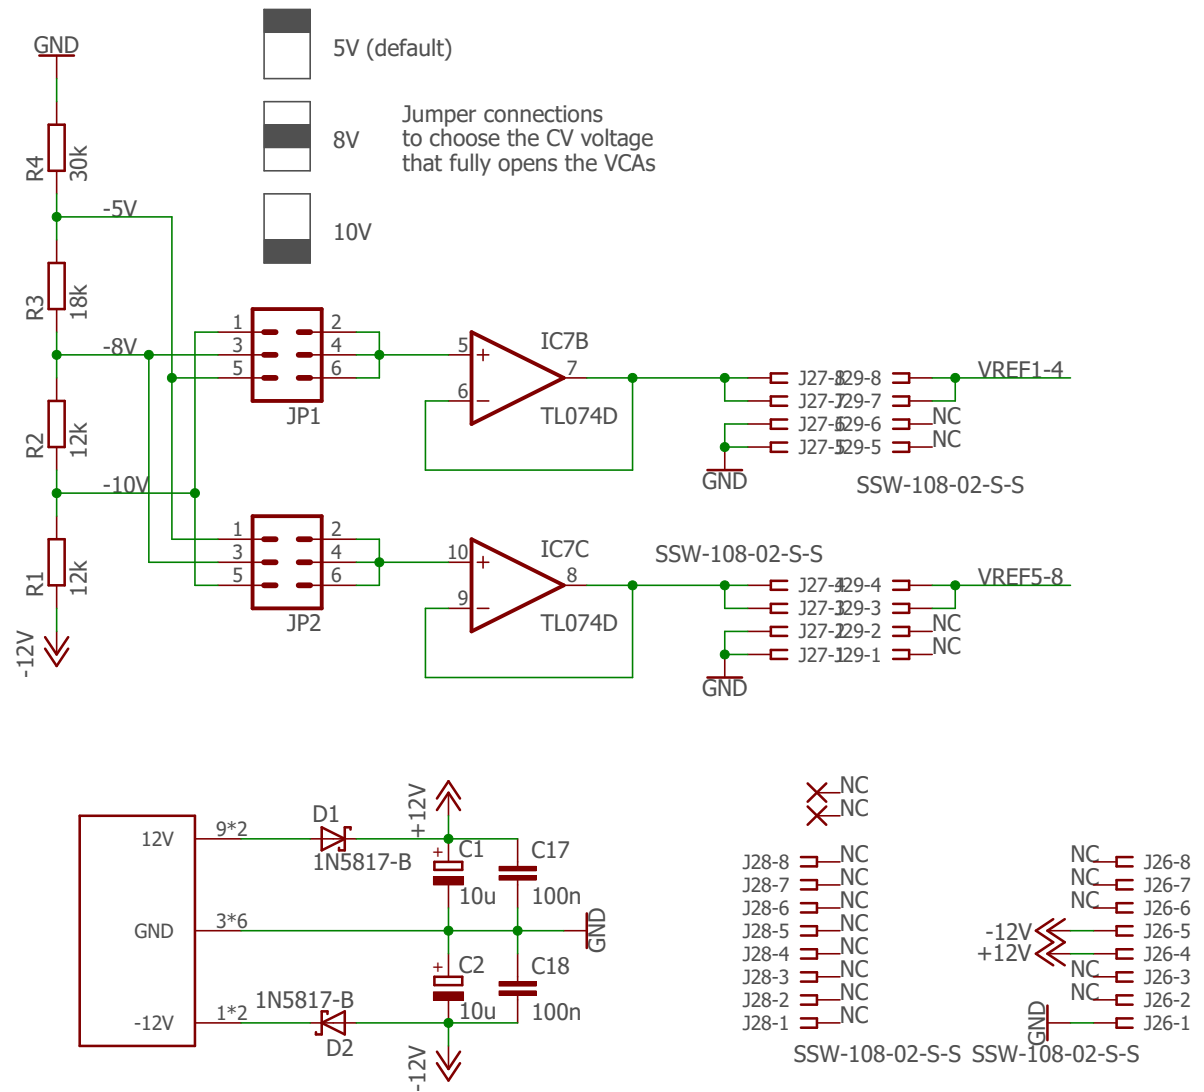 GND
5V (default)
8V
Jumper connections
to choose the CV voltage
that fully opens the VCAs
10V
R4
30k
-5V
R3
18k
-8V
R2
12k
-10V
R1
12k
-12V
1
2
3
4
5
6
JP1
5
+
6
−
7
IC7B
TL074D
J27-8
J29-8
J27-7
J29-7
J27-6
J29-6
NC
J27-5
J29-5
NC
VREF1-4
GND
SSW-108-02-S-S
1
2
3
4
5
6
JP2
10
+
9
−
8
IC7C
TL074D
SSW-108-02-S-S
J27-4
J29-4
J27-3
J29-3
J27-2
J29-2
NC
J27-1
J29-1
NC
VREF5-8
GND
12V
9*2
D1
1N5817-B
+12V
+
C1
10u
C17
100n
GND
3*6
GND
+
C2
10u
C18
100n
-12V
1*2
1N5817-B
D2
-12V
NC
NC
J28-8
NC
J28-7
NC
J28-6
NC
J28-5
NC
J28-4
NC
J28-3
NC
J28-2
NC
J28-1
NC
SSW-108-02-S-S
NC
J26-8
NC
J26-7
NC
J26-6
-12V
J26-5
+12V
J26-4
NC
J26-3
NC
J26-2
GND
J26-1
SSW-108-02-S-S